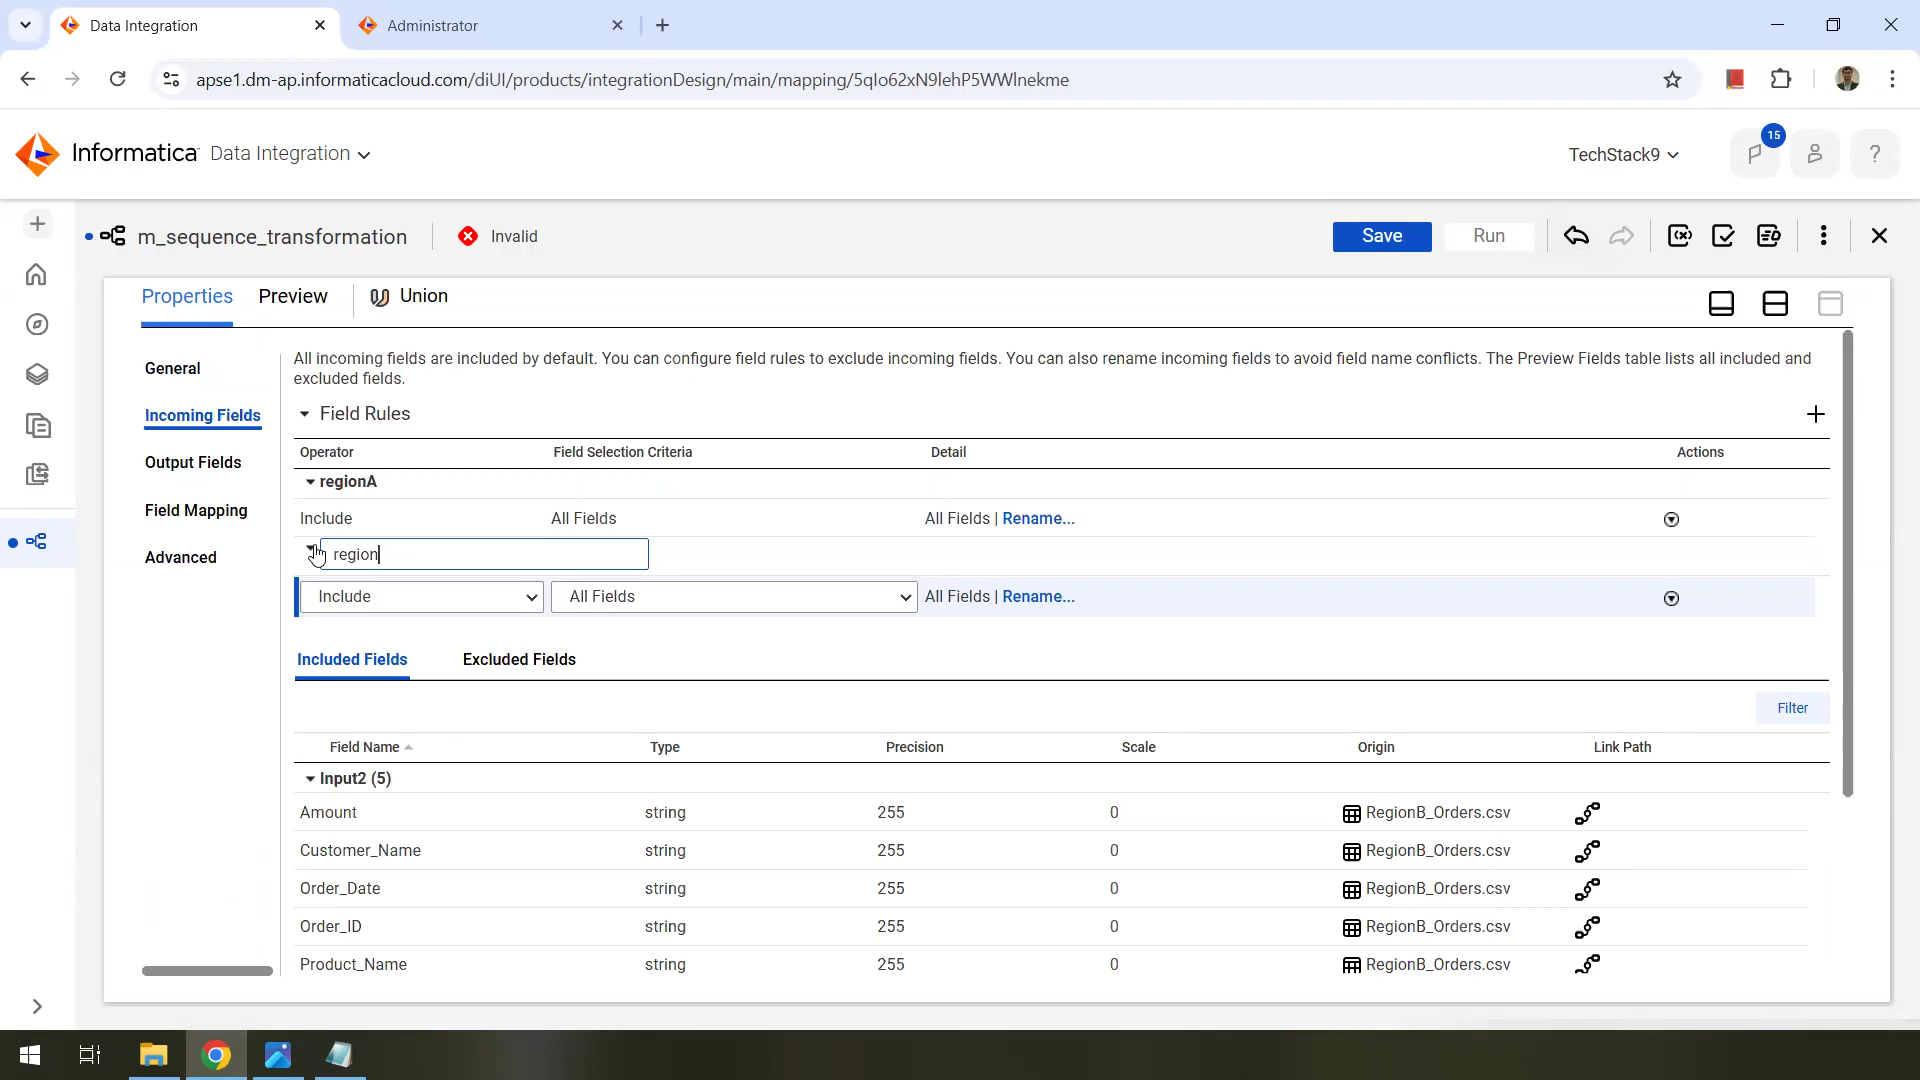 Data Integration
Administrator
apse1.dm-ap.informaticacloud.com/diUI/products/integrationDesign/main/mapping/5qIo62xN9lehP5WWlnekme
Informatica Data Integration
TechStack9
15
?
m_sequence_transformation
Invalid
Save
Run
Properties
Preview
Union
General
Incoming Fields
Output Fields
Field Mapping
Advanced
All incoming fields are included by default. You can configure field rules to exclude incoming fields. You can also rename incoming fields to avoid field name conflicts. The Preview Fields table lists all included and
excluded fields.
Field Rules
Operator Field Selection Criteria Detail Actions
regionA
Include All Fields All Fields | Rename...
region
Include All Fields All Fields | Rename...
Included Fields Excluded Fields
Filter
Field Name Type Precision Scale Origin Link Path
Input2 (5)
Amount string 255 0 RegionB_Orders.csv
Customer_Name string 255 0 RegionB_Orders.csv
Order_Date string 255 0 RegionB_Orders.csv
Order_ID string 255 0 RegionB_Orders.csv
Product_Name string 255 0 RegionB_Orders.csv